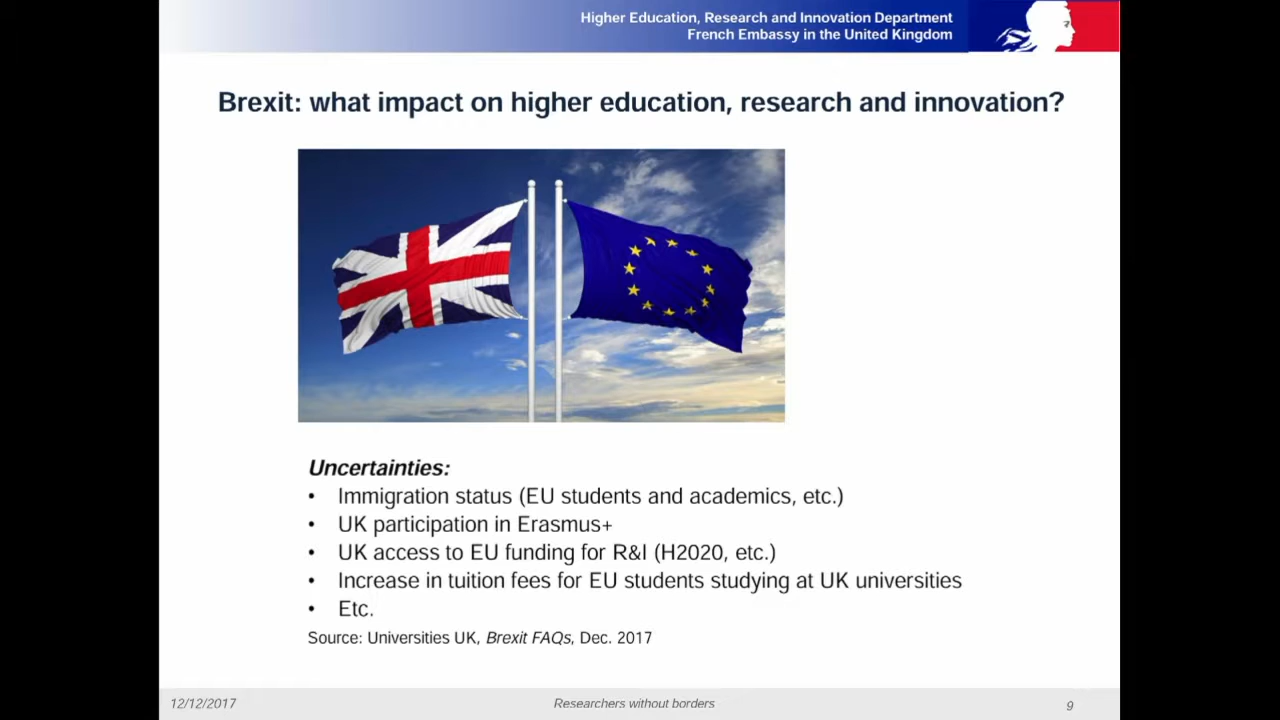 Higher Education, Research and Innovation Department
French Embassy in the United Kingdom
Brexit: what impact on higher education, research and innovation?
Uncertainties:
• Immigration status (EU students and academics, etc.)
• UK participation in Erasmus+
• UK access to EU funding for R&I (H2020, etc.)
• Increase in tuition fees for EU students studying at UK universities
• Etc.
Source: Universities UK, Brexit FAQs, Dec. 2017
12/12/2017
Researchers without borders
9